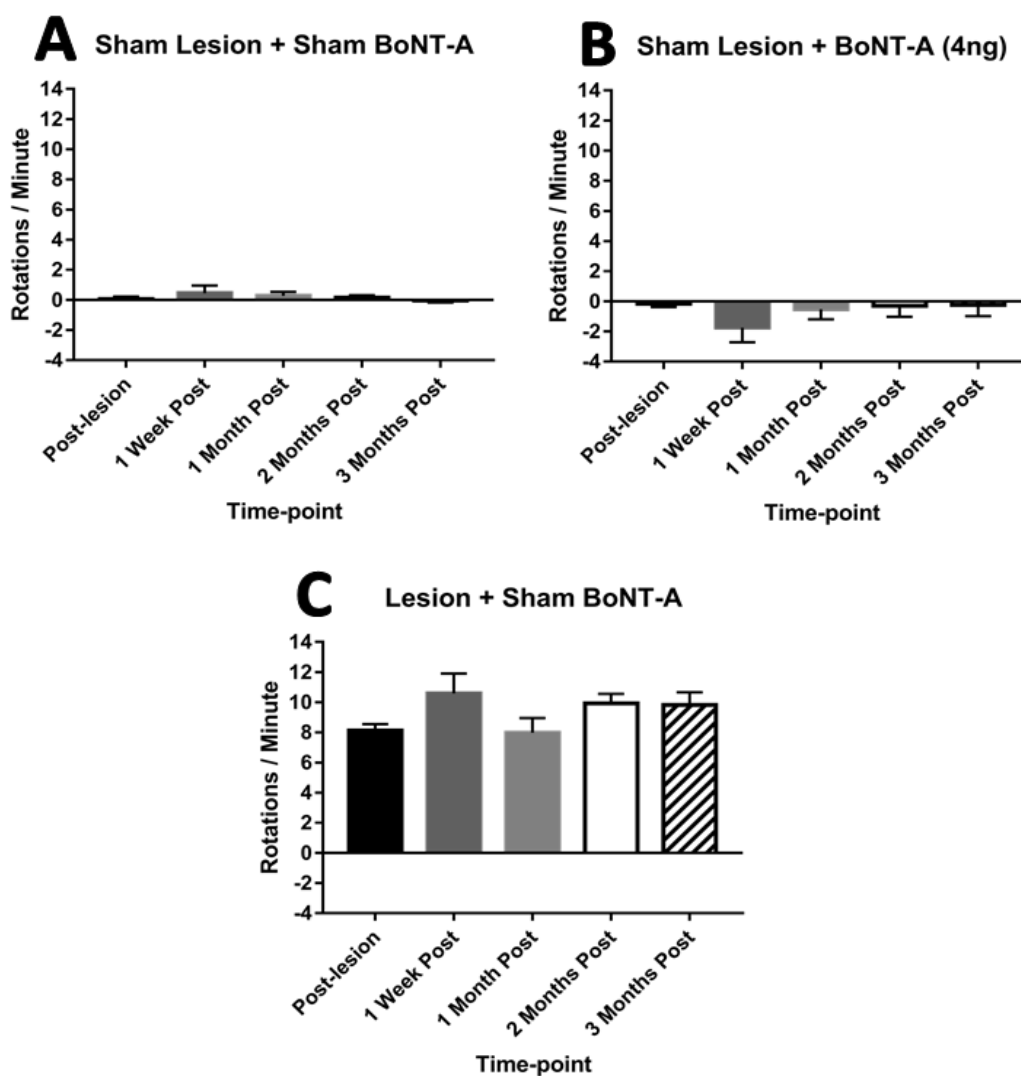 A Sham Lesion + Sham BoNT-A
Rotations / Minute
14
12
10
8
6
4
2
0
-2
-4
Post-lesion
1 Week Post
1 Month Post
2 Months Post
3 Months Post
Time-point
B Sham Lesion + BoNT-A (4ng)
Rotations / Minute
14
12
10
8
6
4
2
0
-2
-4
Post-lesion
1 Week Post
1 Month Post
2 Months Post
3 Months Post
Time-point
C Lesion + Sham BoNT-A
Rotations / Minute
14
12
10
8
6
4
2
0
-2
-4
Post-lesion
1 Week Post
1 Month Post
2 Months Post
3 Months Post
Time-point